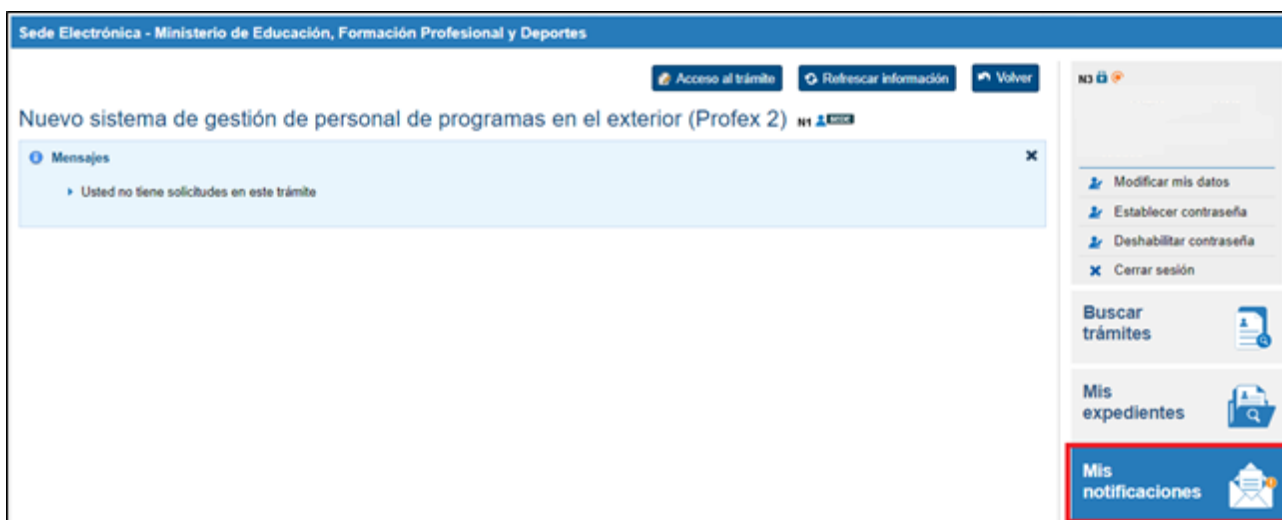 Sede Electrónica - Ministerio de Educación, Formación Profesional y Deportes
Acceso al trámite
Refrescar información
Volver
N3
Nuevo sistema de gestión de personal de programas en el exterior (Profex 2) N1
Mensajes
Usted no tiene solicitudes en este trámite
Modificar mis datos
Establecer contraseña
Deshabilitar contraseña
Cerrar sesión
Buscar
trámites
Mis
expedientes
Mis
notificaciones